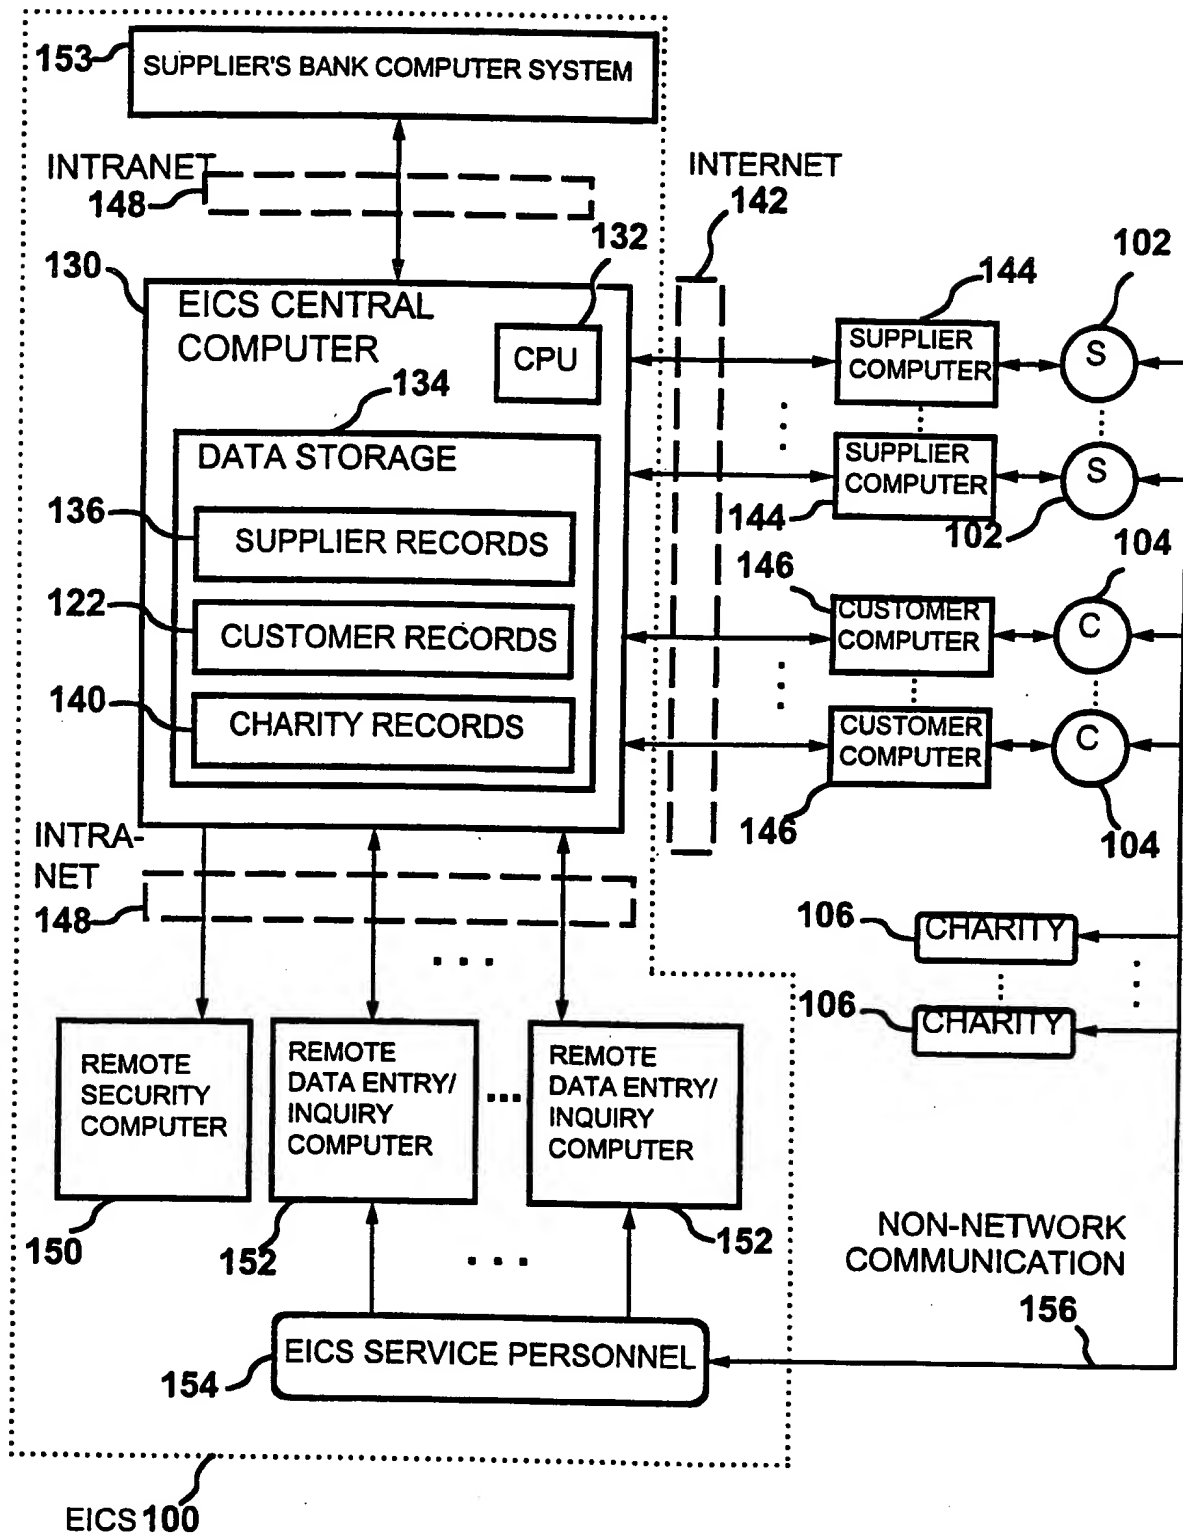 153
SUPPLIER'S BANK COMPUTER SYSTEM
INTRANET
148
INTERNET
142
132
130
EICS CENTRAL
COMPUTER
CPU
134
DATA STORAGE
136
SUPPLIER RECORDS
122
CUSTOMER RECORDS
140
CHARITY RECORDS
144
102
SUPPLIER
COMPUTER
S
SUPPLIER
COMPUTER
S
144
102
146
104
CUSTOMER
COMPUTER
C
CUSTOMER
COMPUTER
C
146
104
INTRA-
NET
148
106
CHARITY
106
CHARITY
REMOTE
SECURITY
COMPUTER
REMOTE
DATA ENTRY/
INQUIRY
COMPUTER
REMOTE
DATA ENTRY/
INQUIRY
COMPUTER
150
152
152
NON-NETWORK
COMMUNICATION
156
EICS SERVICE PERSONNEL
154
EICS 100